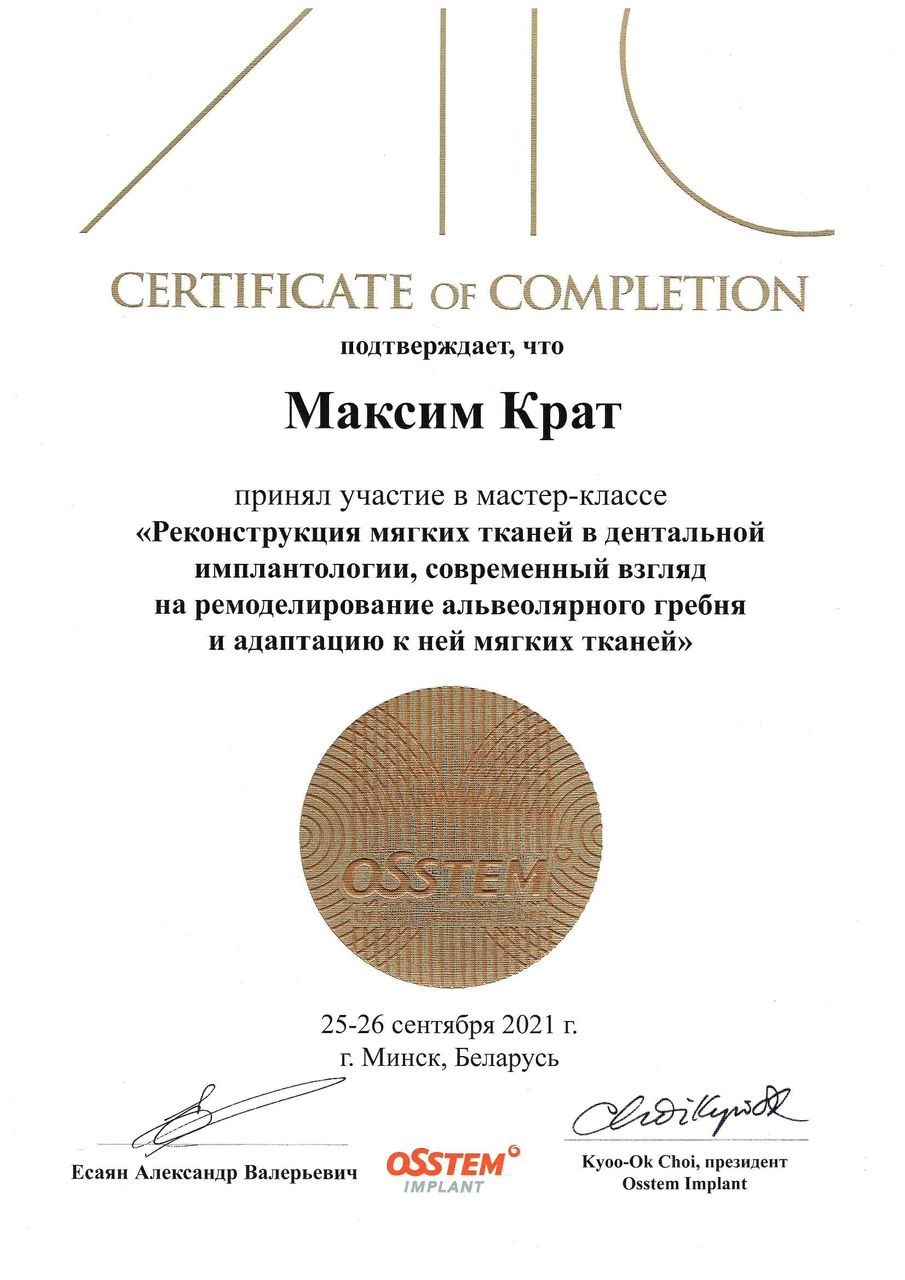 AIC
CERTIFICATE OF COMPLETION
подтверждает, что
Максим Крат
принял участие в мастер-классе
«Реконструкция мягких тканей в дентальной
имплантологии, современный взгляд
на ремоделирование альвеолярного гребня
и адаптацию к ней мягких тканей»
OSSTEM
25-26 сентября 2021 г.
г. Минск, Беларусь
Есаян Александр Валерьевич
OSSTEM
IMPLANT
Kyoo-Ok Choi, президент
Osstem Implant